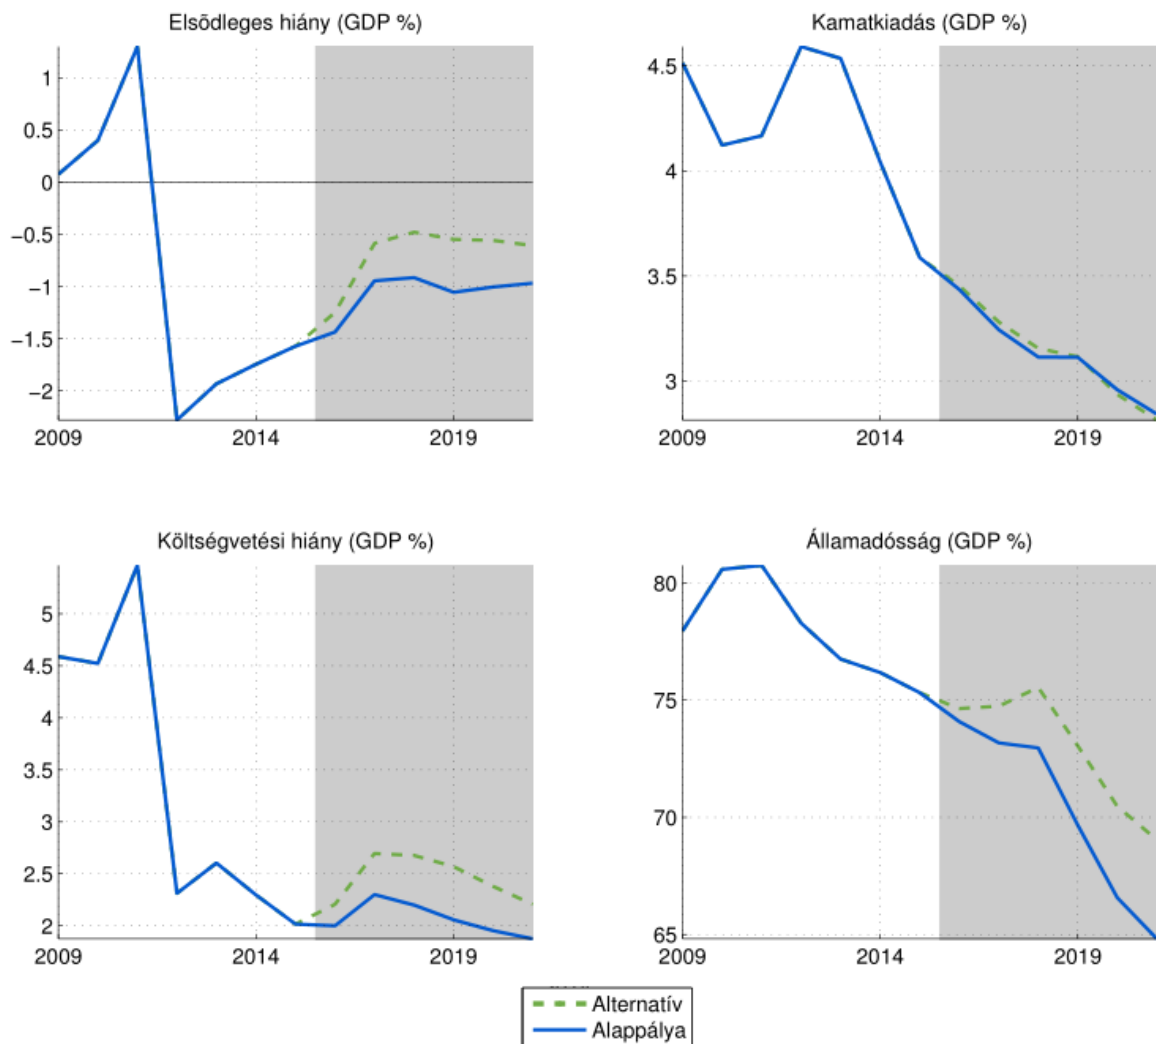 Elsõdleges hiány (GDP %)
1
0.5
0
−0.5
−1
−1.5
−2
2009 2014 2019
Kamatkiadás (GDP %)
4.5
4
3.5
3
2009 2014 2019
Költségvetési hiány (GDP %)
5
4.5
4
3.5
3
2.5
2
2009 2014 2019
Államadósság (GDP %)
80
75
70
65
2009 2014 2019
Alternatív
Alappálya